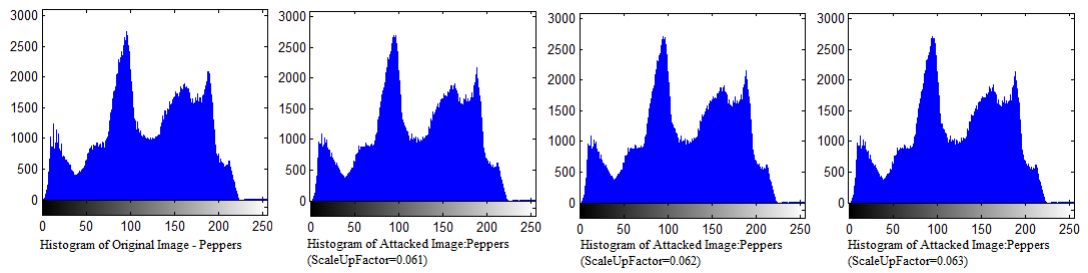 3000
2500
2000
1500
1000
500
0
0 50 100 150 200 250
Histogram of Original Image - Peppers
3000
2500
2000
1500
1000
500
0
0 50 100 150 200 250
Histogram of Attacked Image:Peppers
(ScaleUpFactor=0.061)
3000
2500
2000
1500
1000
500
0
0 50 100 150 200 250
Histogram of Attacked Image:Peppers
(ScaleUpFactor=0.062)
3000
2500
2000
1500
1000
500
0
0 50 100 150 200 250
Histogram of Attacked Image:Peppers
(ScaleUpFactor=0.063)